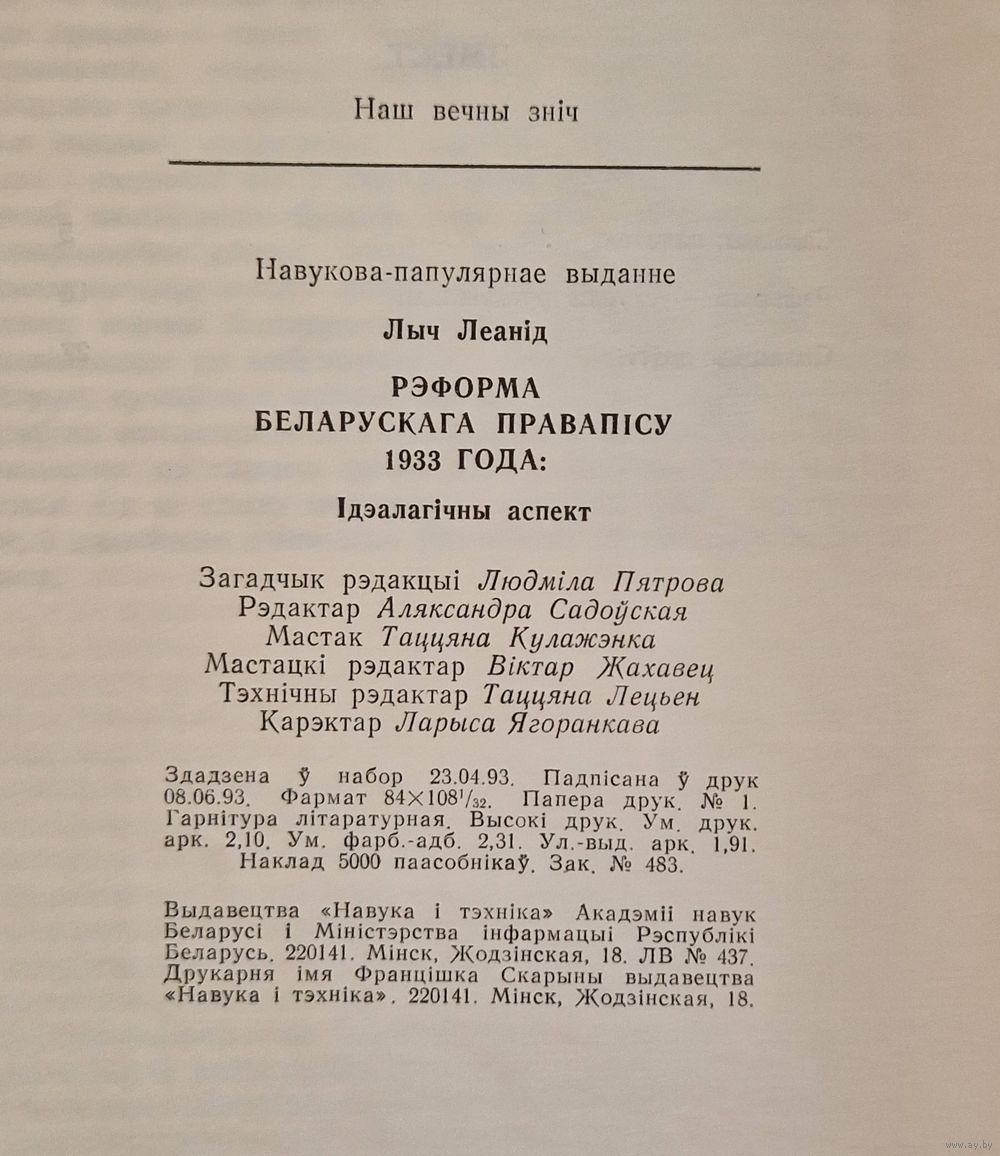 Наш вечны зніч
Навукова-папулярнае выданне
Лыч Леанід
РЭФОРМА
БЕЛАРУСКАГА ПРАВАПІСУ
1933 ГОДА:
Ідэалагічны аспект
Загадчык рэдакцыі Людміла Пятрова
Рэдактар Аляксандра Садоўская
Мастак Таццяна Кулажэнка
Мастацкі рэдактар Віктар Жахавец
Тэхнічны рэдактар Таццяна Лецьен
Карэктар Ларыса Ягоранкава
Здадзена ў набор 23.04.93. Падпісана ў друк
08.06.93. Фармат 84×108¹/₃₂. Папера друк. № 1.
Гарнітура літаратурная. Высокі друк. Ум. друк.
арк. 2,10. Ум. фарб.-адб. 2,31. Ул.-выд. арк. 1,91.
Наклад 5000 паасобнікаў. Зак. № 483.
Выдавецтва «Навука і тэхніка» Акадэміі навук
Беларусі і Міністэрства інфармацыі Рэспублікі
Беларусь. 220141. Мінск, Жодзінская, 18. ЛВ № 437.
Друкарня імя Францішка Скарыны выдавецтва
«Навука і тэхніка». 220141. Мінск, Жодзінская, 18.
www.ay.by